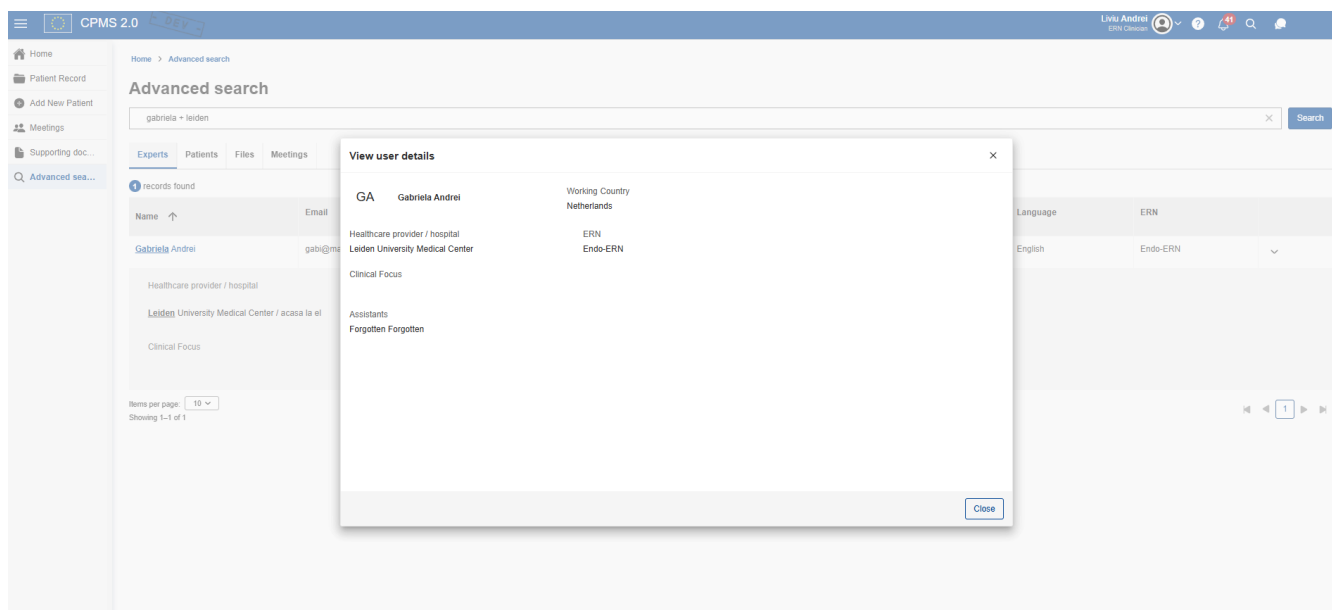 CPMS 2.0
DEV
Liviu Andrei
ERN Clinician
41
Home
Patient Record
Add New Patient
Meetings
Supporting doc...
Advanced sea...
Home > Advanced search
Advanced search
gabriela + leiden
Search
Experts Patients Files Meetings
1 records found
Name Email Language ERN
Gabriela Andrei gabi@ma English Endo-ERN
Healthcare provider / hospital
Leiden University Medical Center / acasa la ei
Clinical Focus
Items per page: 10
Showing 1–1 of 1
1
View user details
GA Gabriela Andrei
Working Country
Netherlands
Healthcare provider / hospital ERN
Leiden University Medical Center Endo-ERN
Clinical Focus
Assistants
Forgotten Forgotten
Close